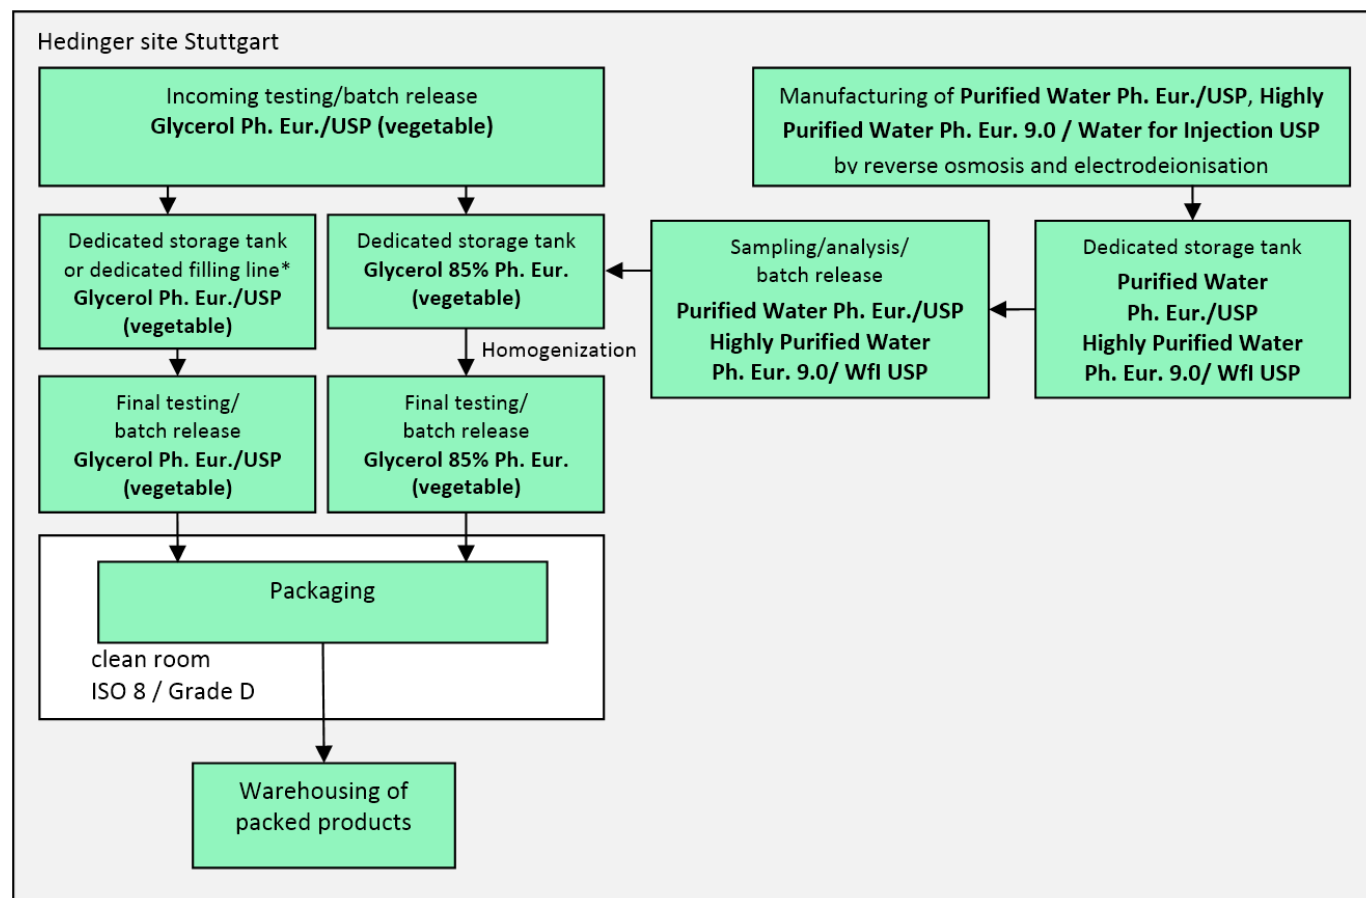 Hedinger site Stuttgart
Incoming testing/batch release
Glycerol Ph. Eur./USP (vegetable)
Manufacturing of Purified Water Ph. Eur./USP, Highly
Purified Water Ph. Eur. 9.0 / Water for Injection USP
by reverse osmosis and electrodeionisation
Dedicated storage tank
or dedicated filling line*
Glycerol Ph. Eur./USP
(vegetable)
Dedicated storage tank
Glycerol 85% Ph. Eur.
(vegetable)
Sampling/analysis/
batch release
Purified Water Ph. Eur./USP
Highly Purified Water
Ph. Eur. 9.0/ WfI USP
Dedicated storage tank
Purified Water
Ph. Eur./USP
Highly Purified Water
Ph. Eur. 9.0/ WfI USP
Homogenization
Final testing/
batch release
Glycerol Ph. Eur./USP
(vegetable)
Final testing/
batch release
Glycerol 85% Ph. Eur.
(vegetable)
Packaging
clean room
ISO 8 / Grade D
Warehousing of
packed products